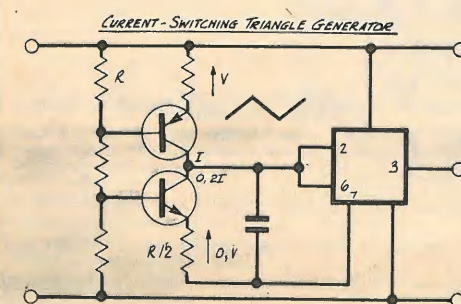 CURRENT-SWITCHING TRIANGLE GENERATOR
R
V
I
0, 2I
2
6
7
3
R/2
0, V